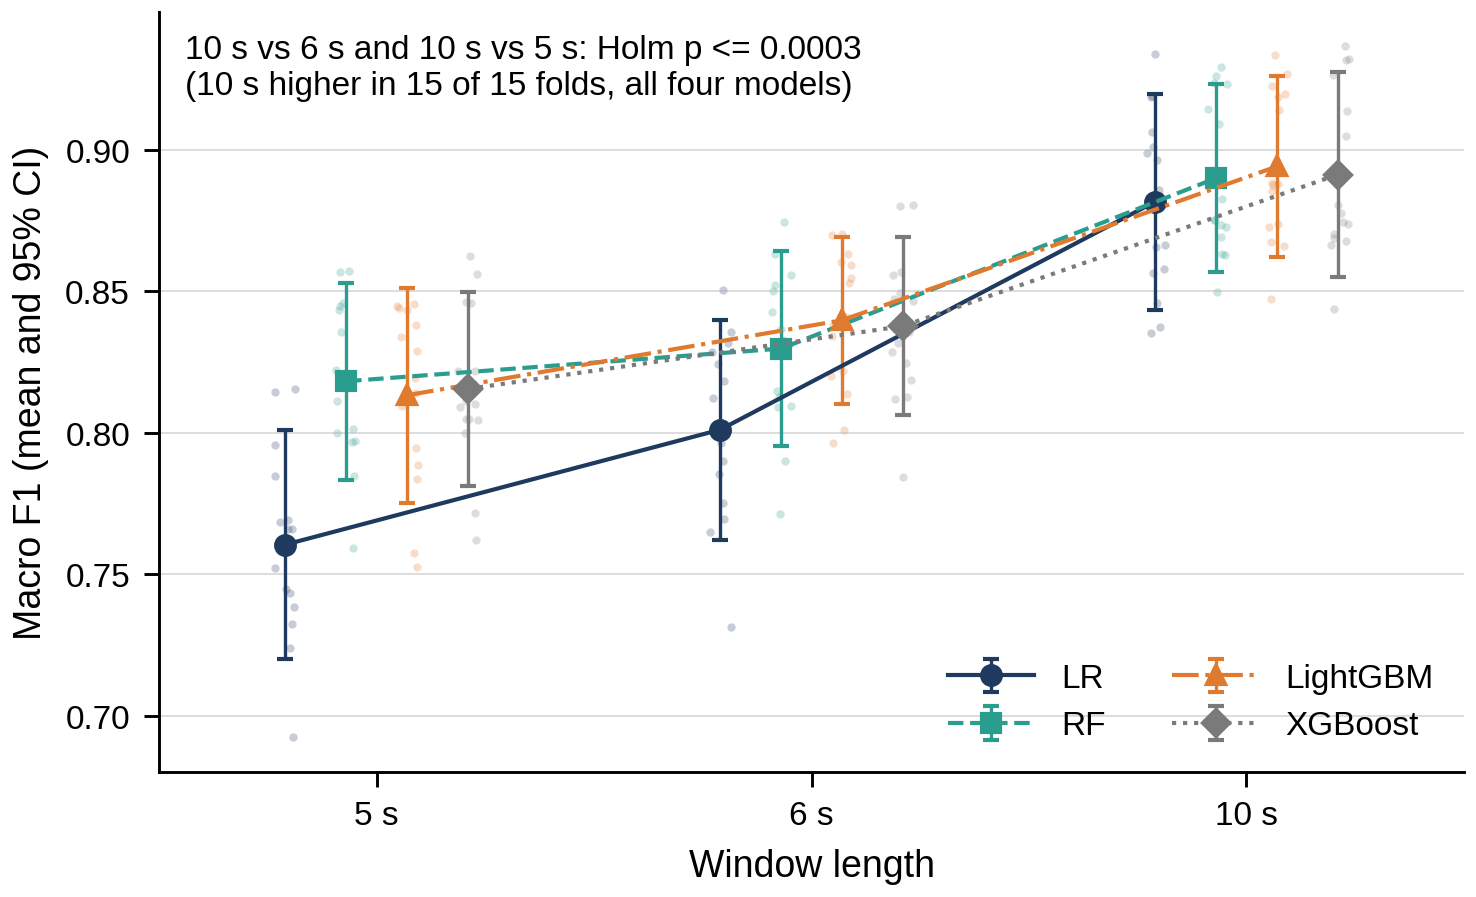 10 s vs 6 s and 10 s vs 5 s: Holm p <= 0.0003
(10 s higher in 15 of 15 folds, all four models)
Macro F1 (mean and 95% CI)
0.90
0.85
0.80
0.75
0.70
LR
LightGBM
RF
XGBoost
5 s
6 s
10 s
Window length